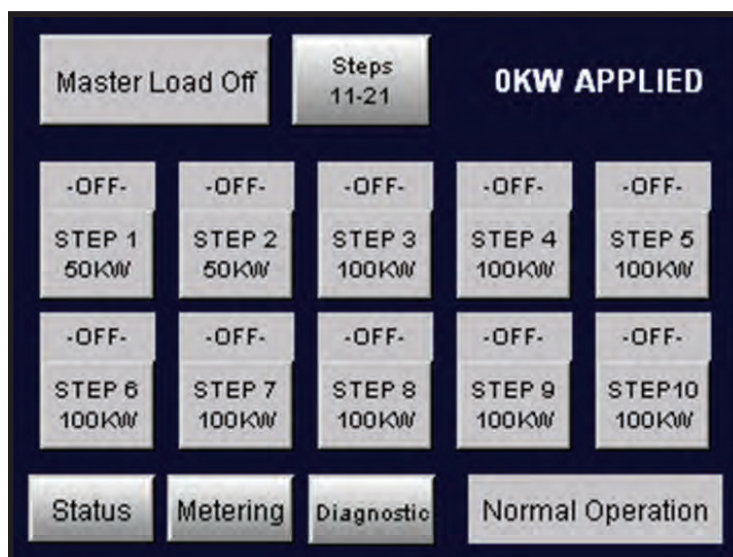 Master Load Off
Steps
11-21
0KW APPLIED
-OFF- -OFF- -OFF- -OFF- -OFF-
STEP 1 STEP 2 STEP 3 STEP 4 STEP 5
50KW 50KW 100KW 100KW 100KW
-OFF- -OFF- -OFF- -OFF- -OFF-
STEP 6 STEP 7 STEP 8 STEP 9 STEP10
100KW 100KW 100KW 100KW 100KW
Status Metering Diagnostic Normal Operation